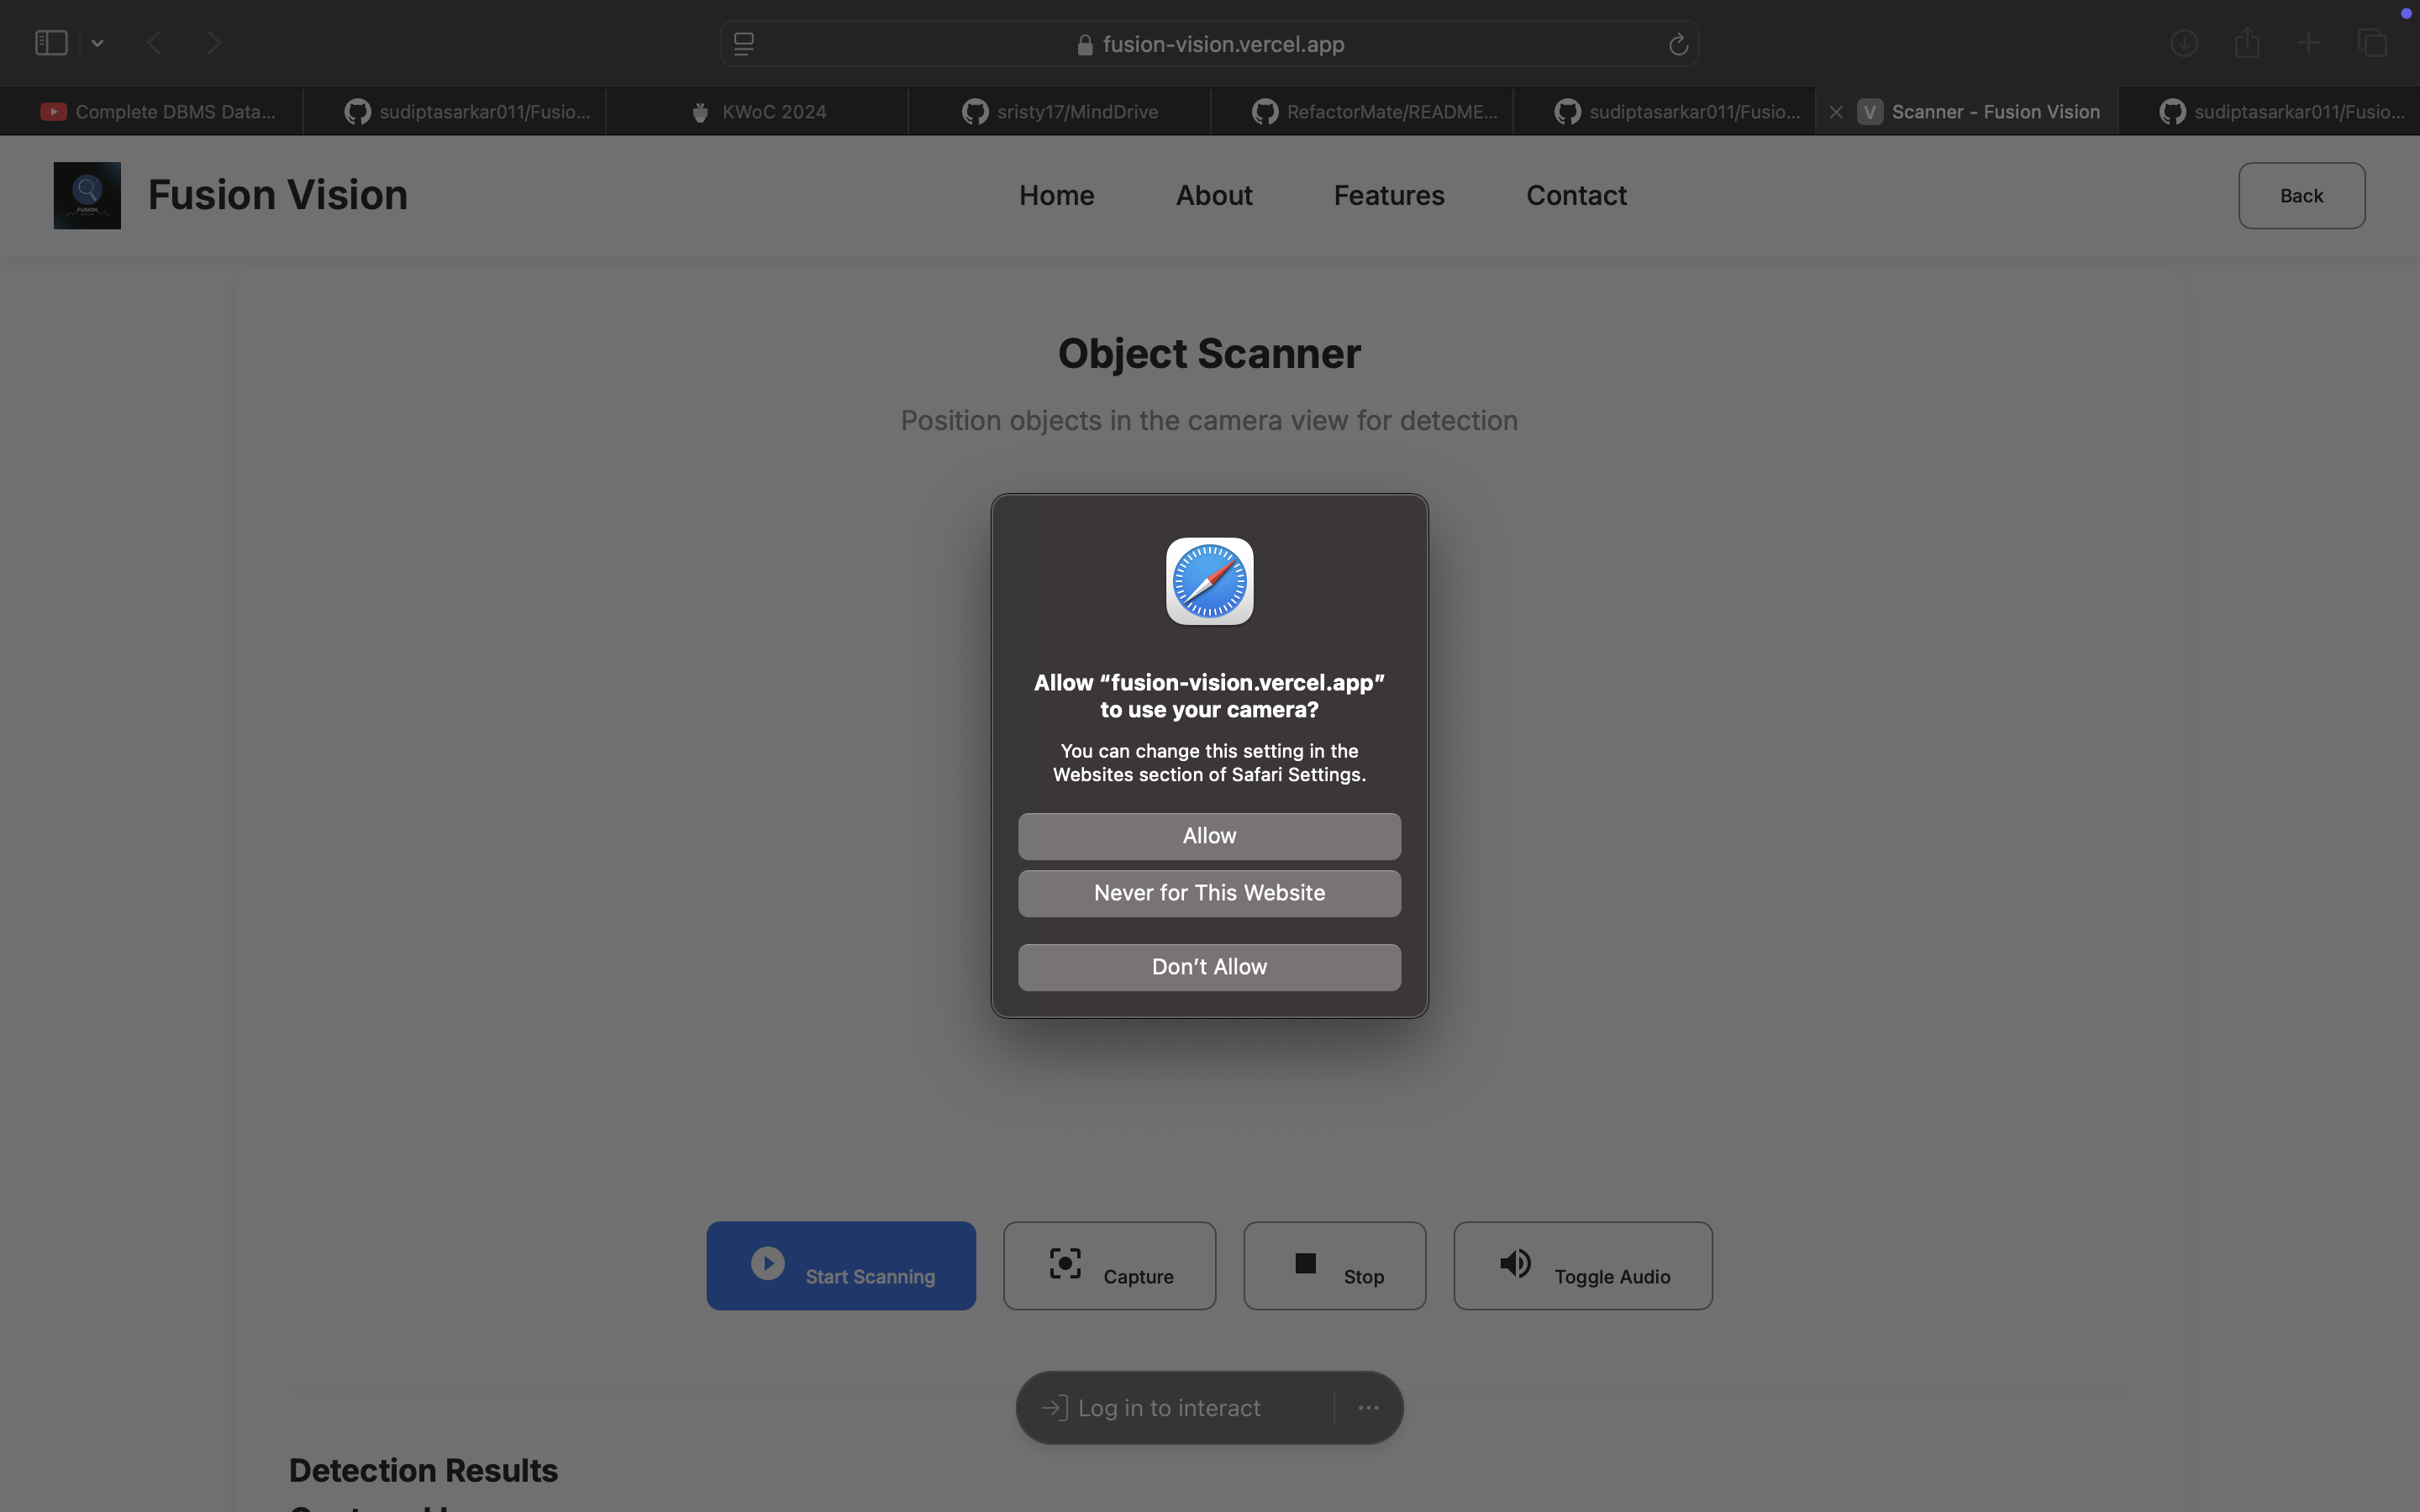 fusion-vision.vercel.app
Complete DBMS Data...
sudiptasarkar011/Fusio...
KWoC 2024
sristy17/MindDrive
RefactorMate/README...
sudiptasarkar011/Fusio...
V
Scanner - Fusion Vision
sudiptasarkar011/Fusio...
FUSION
Fusion Vision
Home
About
Features
Contact
Back
Object Scanner
Position objects in the camera view for detection
Allow “fusion-vision.vercel.app”
to use your camera?
You can change this setting in the
Websites section of Safari Settings.
Allow
Never for This Website
Don’t Allow
Start Scanning
Capture
Stop
Toggle Audio
Log in to interact
Detection Results